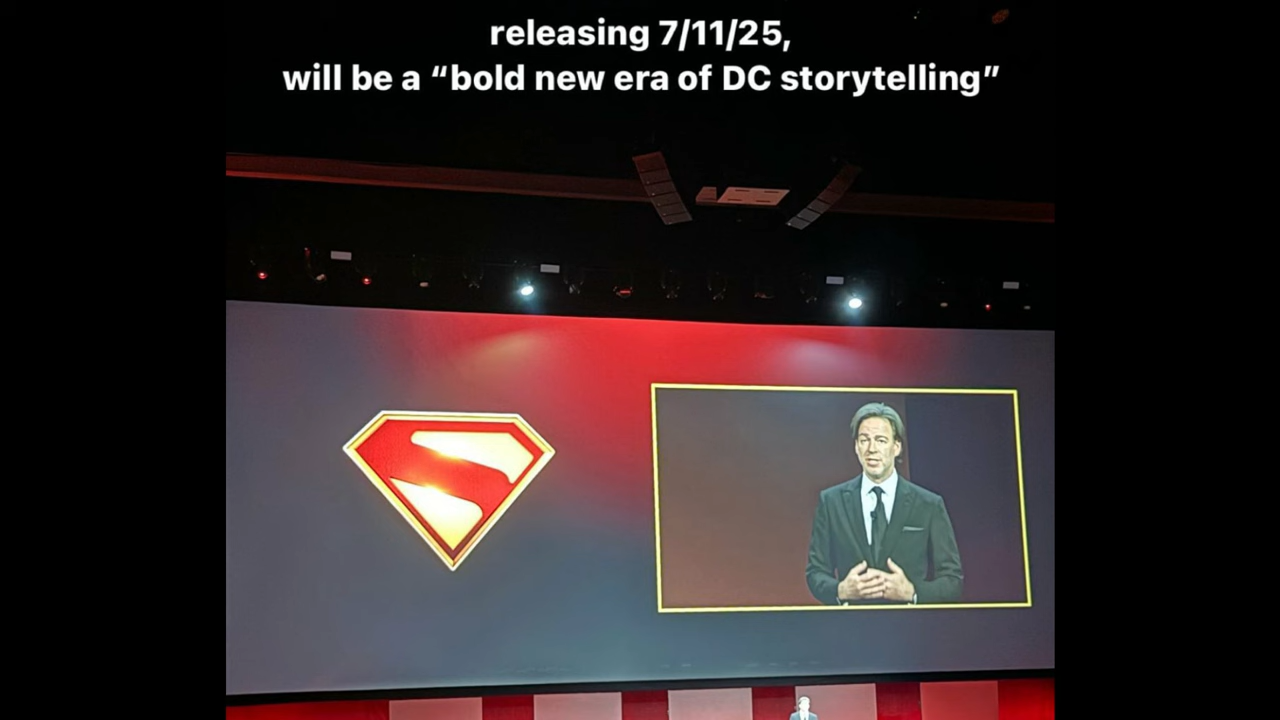 releasing 7/11/25,
will be a “bold new era of DC storytelling”